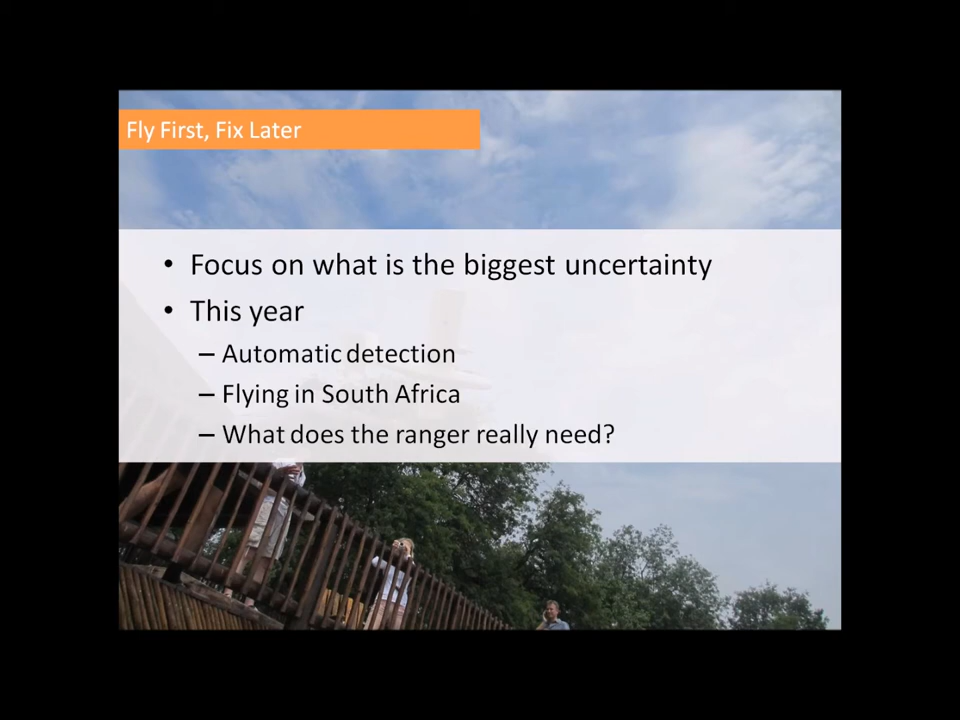 Fly First, Fix Later
• Focus on what is the biggest uncertainty
• This year
– Automatic detection
– Flying in South Africa
– What does the ranger really need?